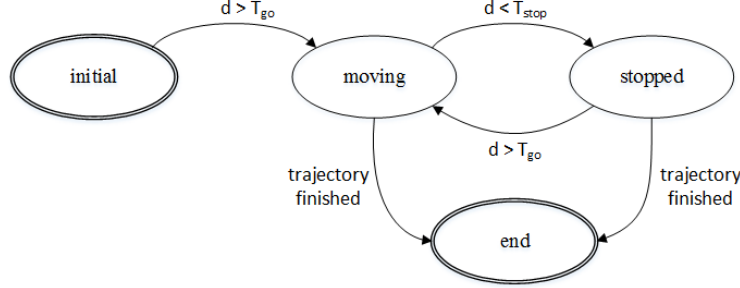 d > Tgo
d < Tstop
initial
moving
stopped
d > Tgo
trajectory
finished
trajectory
finished
end